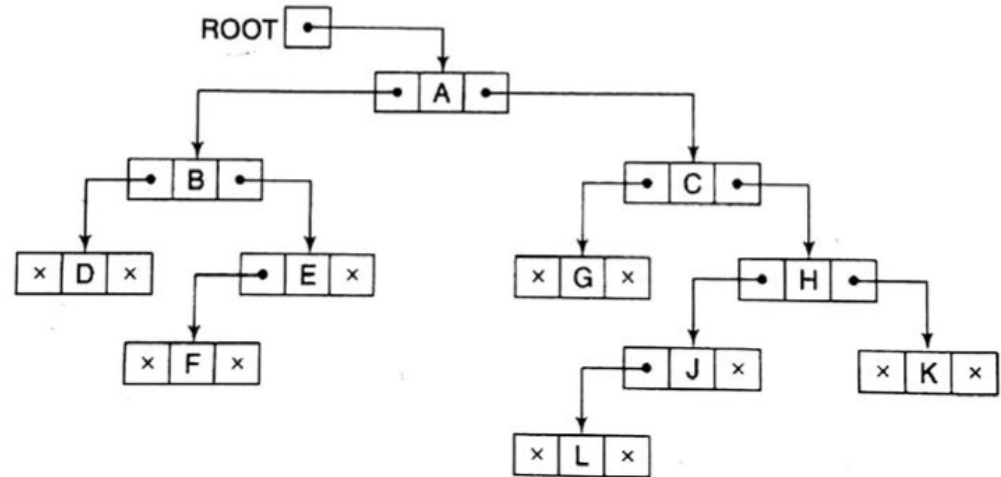 ROOT
A
B
C
× D ×
E ×
× G ×
H
× F ×
J ×
× K ×
× L ×